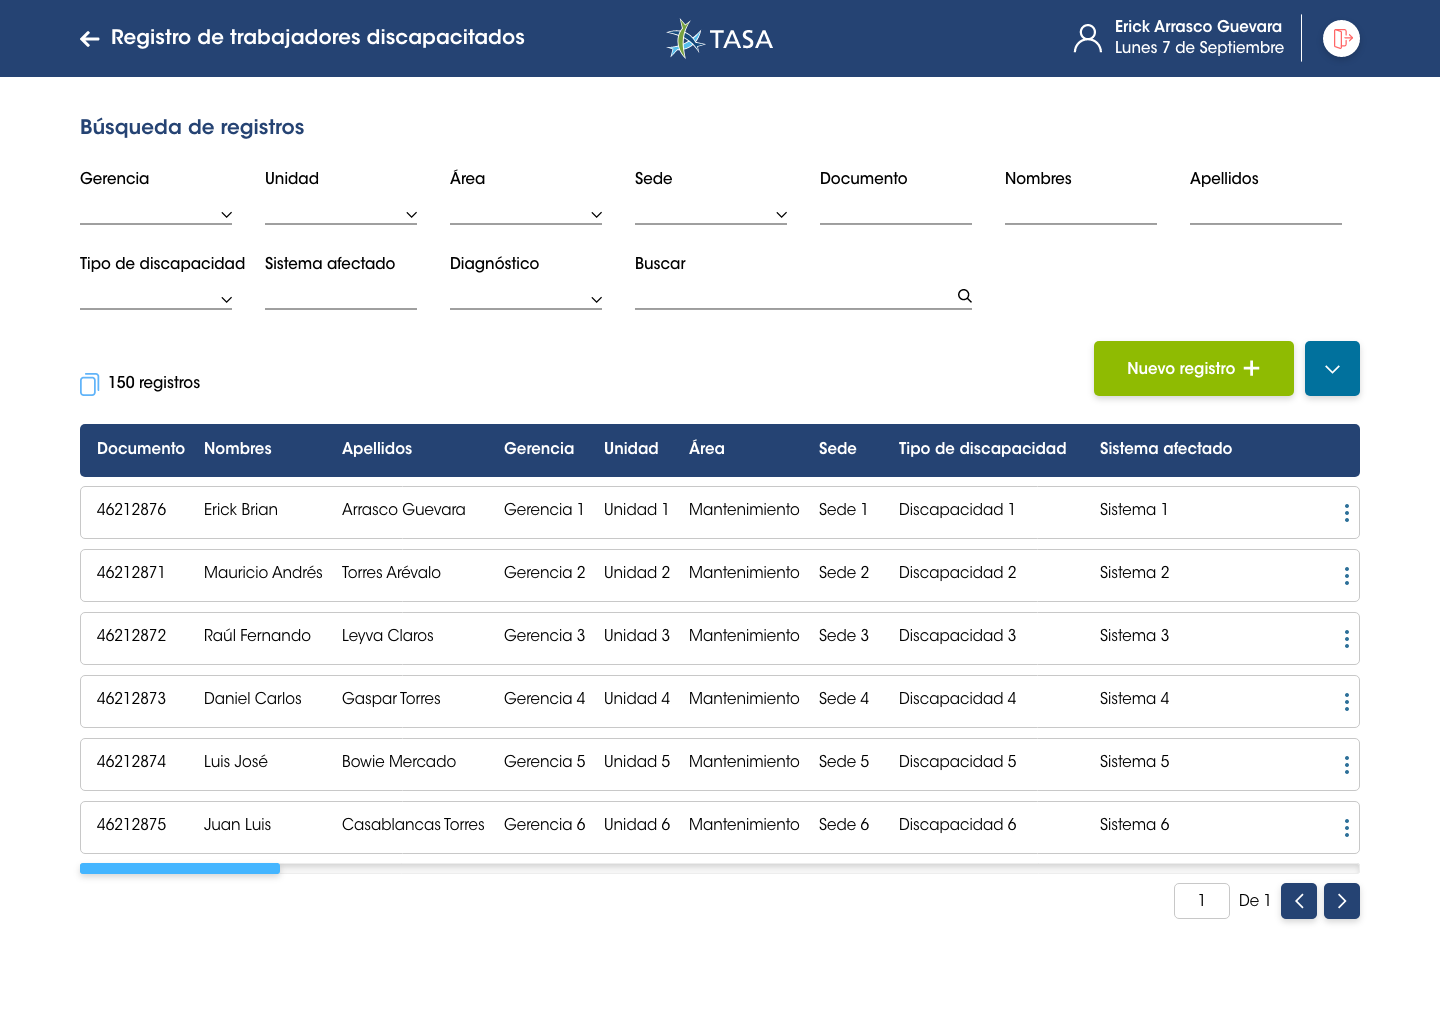 Registro de trabajadores discapacitados
TASA
Erick Arrasco Guevara
Lunes 7 de Septiembre
Búsqueda de registros
Gerencia Unidad Área Sede Documento Nombres Apellidos
Tipo de discapacidad Sistema afectado Diagnóstico Buscar
150 registros
Nuevo registro
Documento Nombres Apellidos Gerencia Unidad Área Sede Tipo de discapacidad Sistema afectado
46212876 Erick Brian Arrasco Guevara Gerencia 1 Unidad 1 Mantenimiento Sede 1 Discapacidad 1 Sistema 1
46212871 Mauricio Andrés Torres Arévalo Gerencia 2 Unidad 2 Mantenimiento Sede 2 Discapacidad 2 Sistema 2
46212872 Raúl Fernando Leyva Claros Gerencia 3 Unidad 3 Mantenimiento Sede 3 Discapacidad 3 Sistema 3
46212873 Daniel Carlos Gaspar Torres Gerencia 4 Unidad 4 Mantenimiento Sede 4 Discapacidad 4 Sistema 4
46212874 Luis José Bowie Mercado Gerencia 5 Unidad 5 Mantenimiento Sede 5 Discapacidad 5 Sistema 5
46212875 Juan Luis Casablancas Torres Gerencia 6 Unidad 6 Mantenimiento Sede 6 Discapacidad 6 Sistema 6
1 De 1